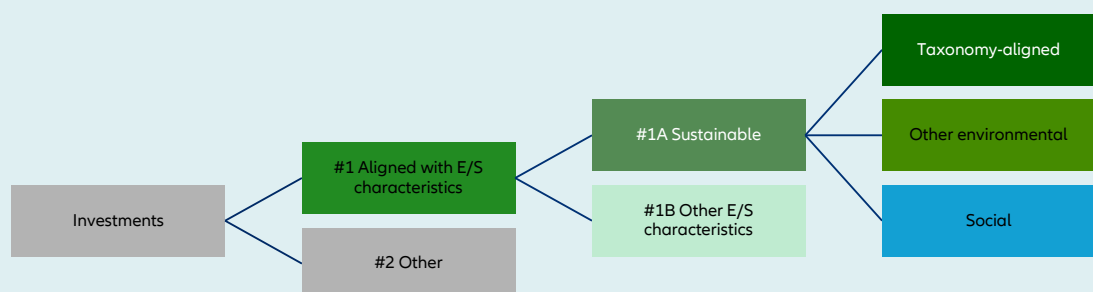 Investments
#1 Aligned with E/S
characteristics
#2 Other
#1A Sustainable
#1B Other E/S
characteristics
Taxonomy-aligned
Other environmental
Social